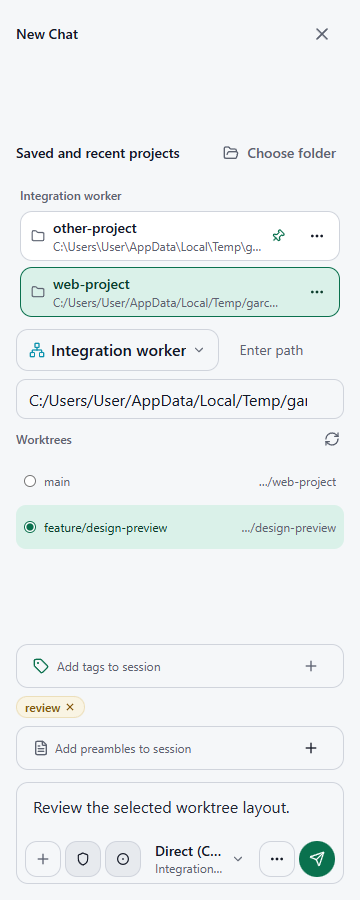 New Chat
Saved and recent projects
Choose folder
Integration worker
other-project
C:\Users\User\AppData\Local\Temp\g...
web-project
C:/Users/User/AppData/Local/Temp/garc...
Integration worker
Enter path
C:/Users/User/AppData/Local/Temp/gar
Worktrees
main
.../web-project
feature/design-preview
.../design-preview
Add tags to session
review
Add preambles to session
Review the selected worktree layout.
Direct (C...
Integration...